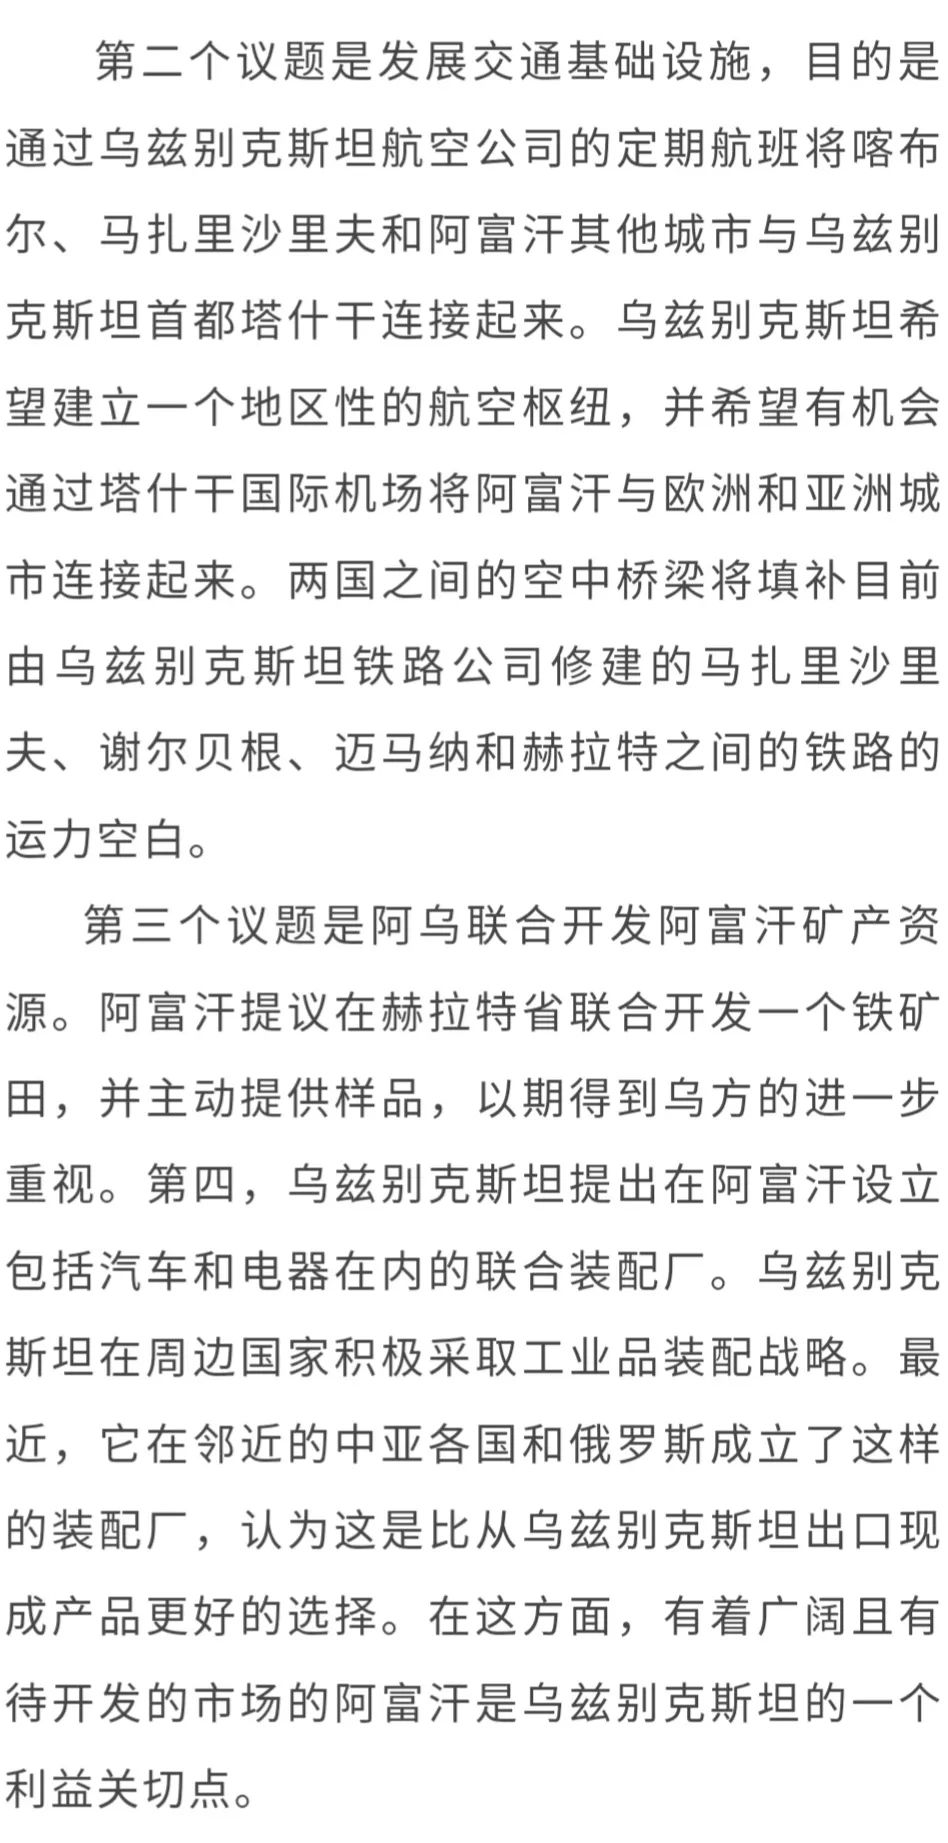 第二个议题是发展交通基础设施，目的是
通过乌兹别克斯坦航空公司的定期航班将喀布
尔、马扎里沙里夫和阿富汗其他城市与乌兹别
克斯坦首都塔什干连接起来。乌兹别克斯坦希
望建立一个地区性的航空枢纽，并希望有机会
通过塔什干国际机场将阿富汗与欧洲和亚洲城
市连接起来。两国之间的空中桥梁将填补目前
由乌兹别克斯坦铁路公司修建的马扎里沙里
夫、谢尔贝根、迈马纳和赫拉特之间的铁路的
运力空白。
第三个议题是阿乌联合开发阿富汗矿产资
源。阿富汗提议在赫拉特省联合开发一个铁矿
田，并主动提供样品，以期得到乌方的进一步
重视。第四，乌兹别克斯坦提出在阿富汗设立
包括汽车和电器在内的联合装配厂。乌兹别克
斯坦在周边国家积极采取工业品装配战略。最
近，它在邻近的中亚各国和俄罗斯成立了这样
的装配厂，认为这是比从乌兹别克斯坦出口现
成产品更好的选择。在这方面，有着广阔且有
待开发的市场的阿富汗是乌兹别克斯坦的一个
利益关切点。